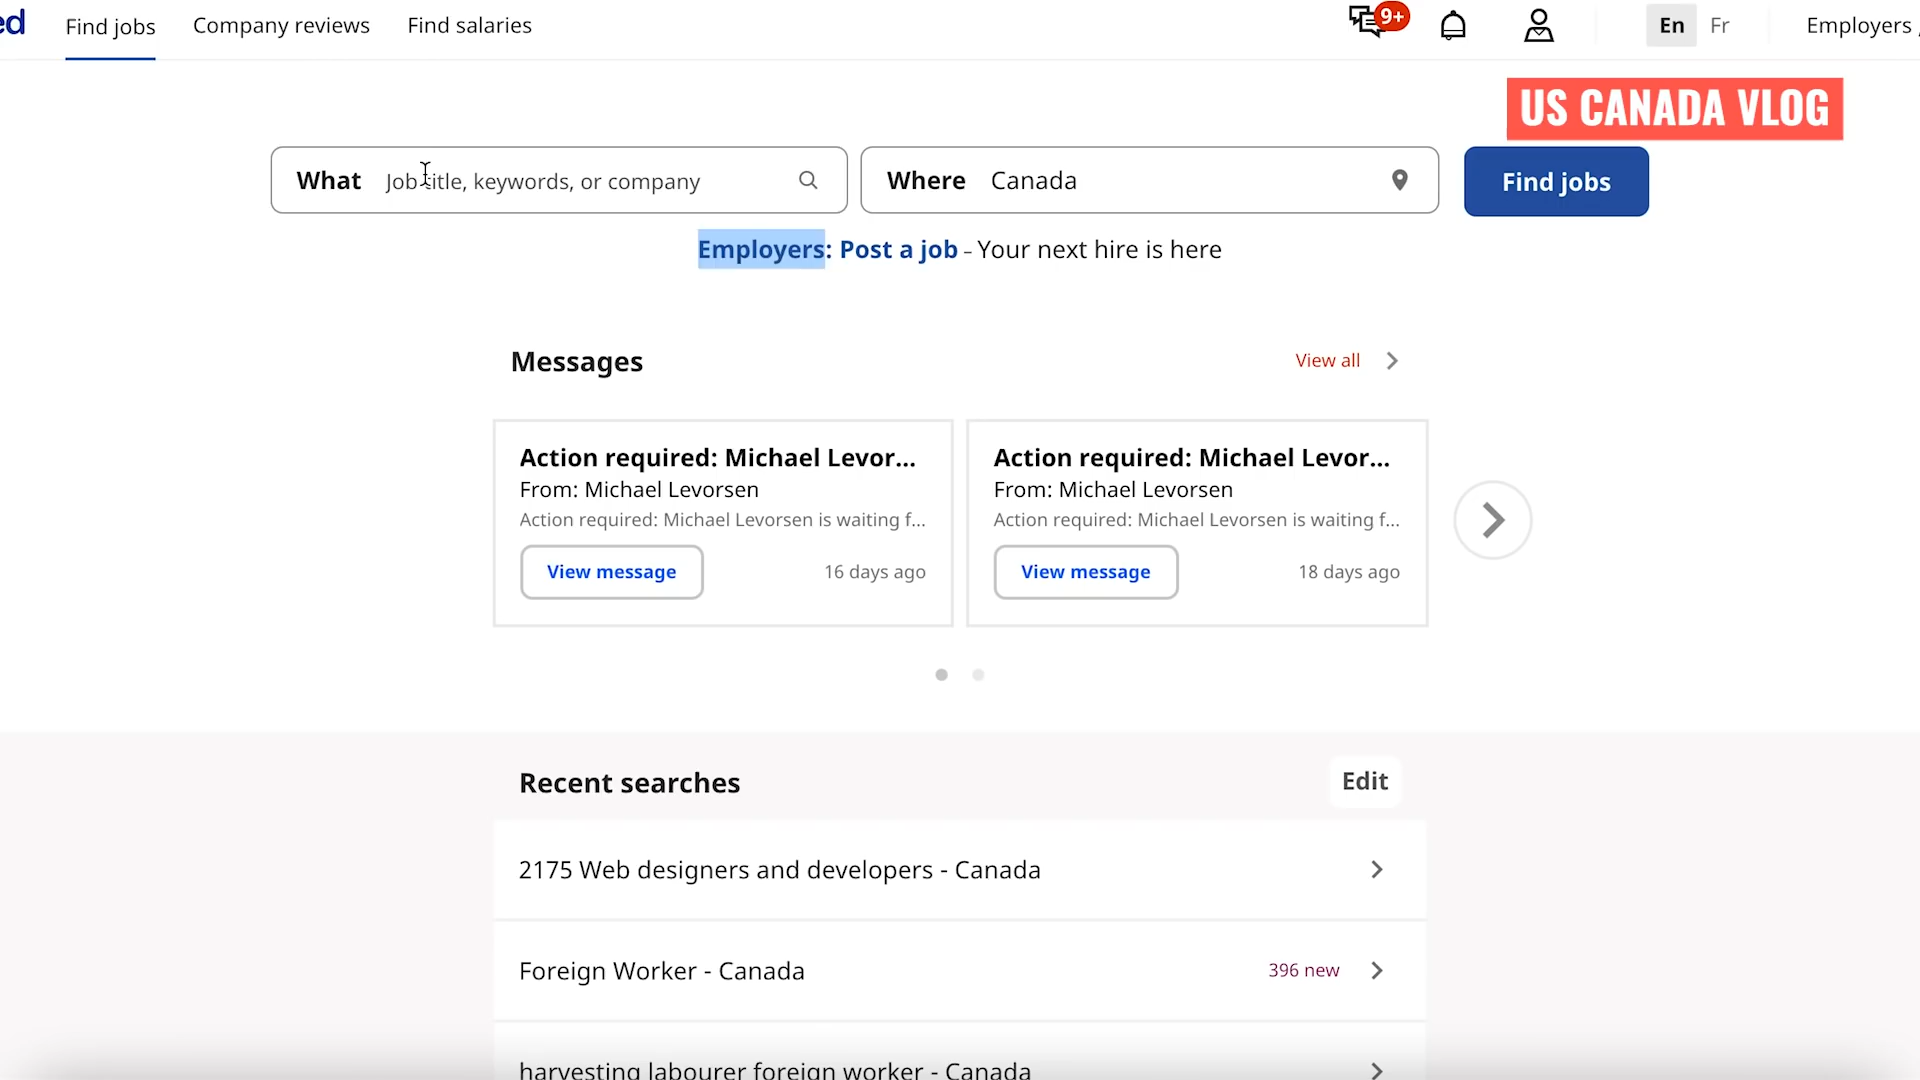 ed
Find jobs
Company reviews
Find salaries
9+
En
Fr
Employers
US CANADA VLOG
What Job title, keywords, or company
Where Canada
Find jobs
Employers: Post a job – Your next hire is here
Messages
View all
Action required: Michael Levor...
From: Michael Levorsen
Action required: Michael Levorsen is waiting f...
View message
16 days ago
Action required: Michael Levor...
From: Michael Levorsen
Action required: Michael Levorsen is waiting f...
View message
18 days ago
Recent searches
Edit
2175 Web designers and developers - Canada
Foreign Worker - Canada
396 new
harvesting labourer foreign worker - Canada